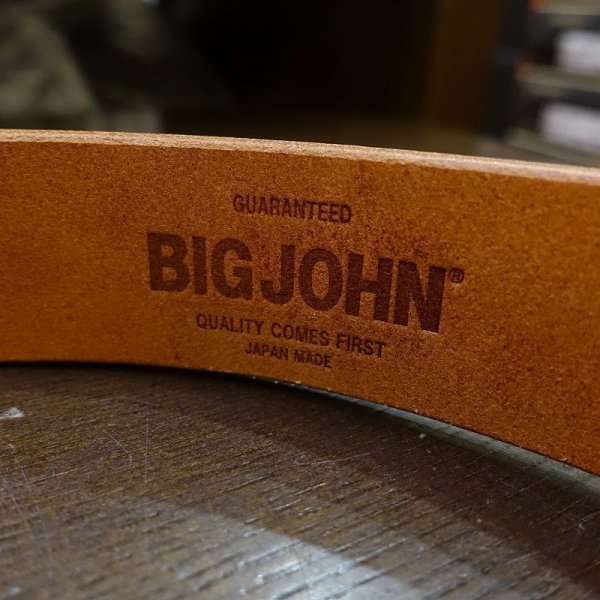 GUARANTEED
BIG JOHN®
QUALITY COMES FIRST
JAPAN MADE